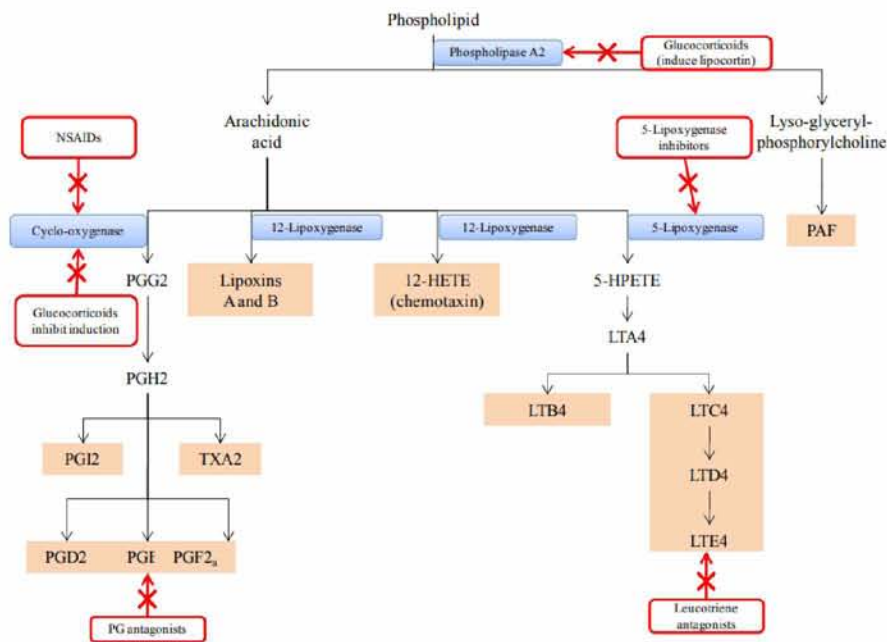 Phospholipid
Phospholipase A2
Glucocorticoids
(induce lipocortin)
Arachidonic
acid
Lyso-glyceryl-
phosphorylcholine
NSAIDs
5-Lipoxygenase
inhibitors
Cyclo-oxygenase
12-Lipoxygenase
12-Lipoxygenase
5-Lipoxygenase
PAF
PGG2
Lipoxins
A and B
12-HETE
(chemotaxin)
5-HPETE
Glucocorticoids
inhibit induction
LTA4
PGH2
LTB4
LTC4
PGI2
TXA2
LTD4
LTE4
PGD2
PGE
PGF2a
PG antagonists
Leucotriene
antagonists